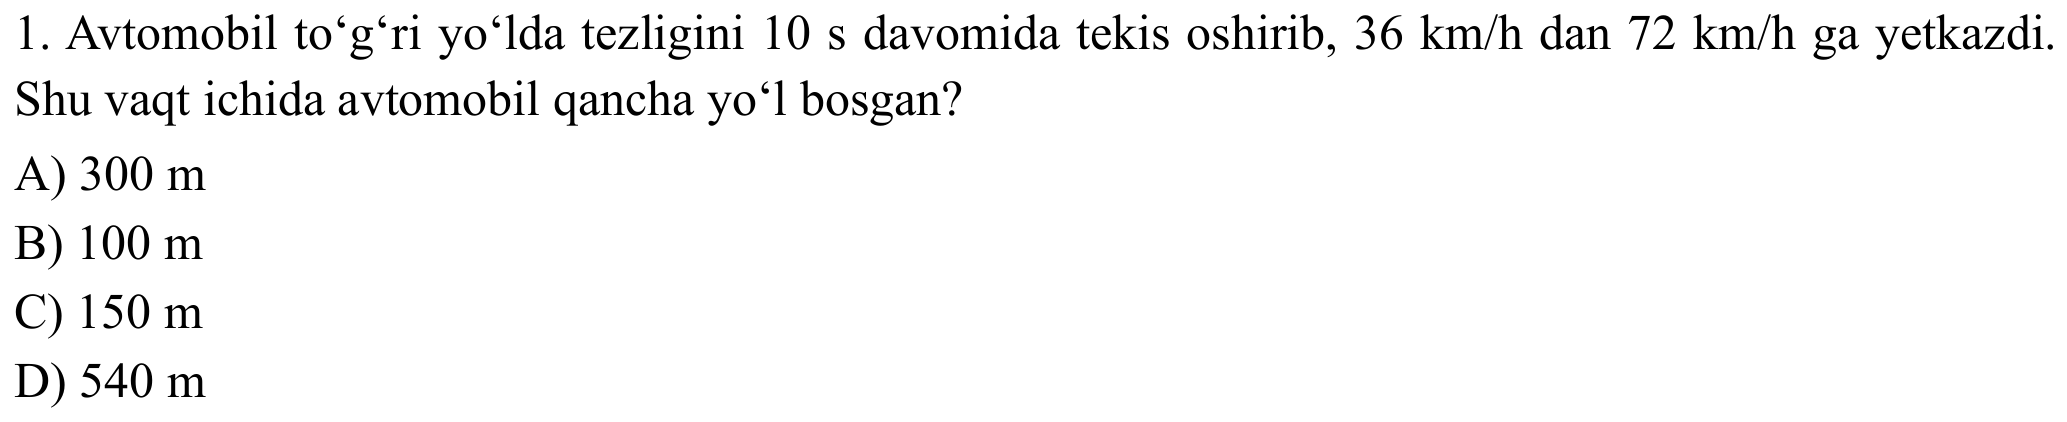 1. Avtomobil to‘g‘ri yo‘lda tezligini 10 s davomida tekis oshirib, 36 km/h dan 72 km/h ga yetkazdi.
Shu vaqt ichida avtomobil qancha yo‘l bosgan?
A) 300 m
B) 100 m
C) 150 m
D) 540 m